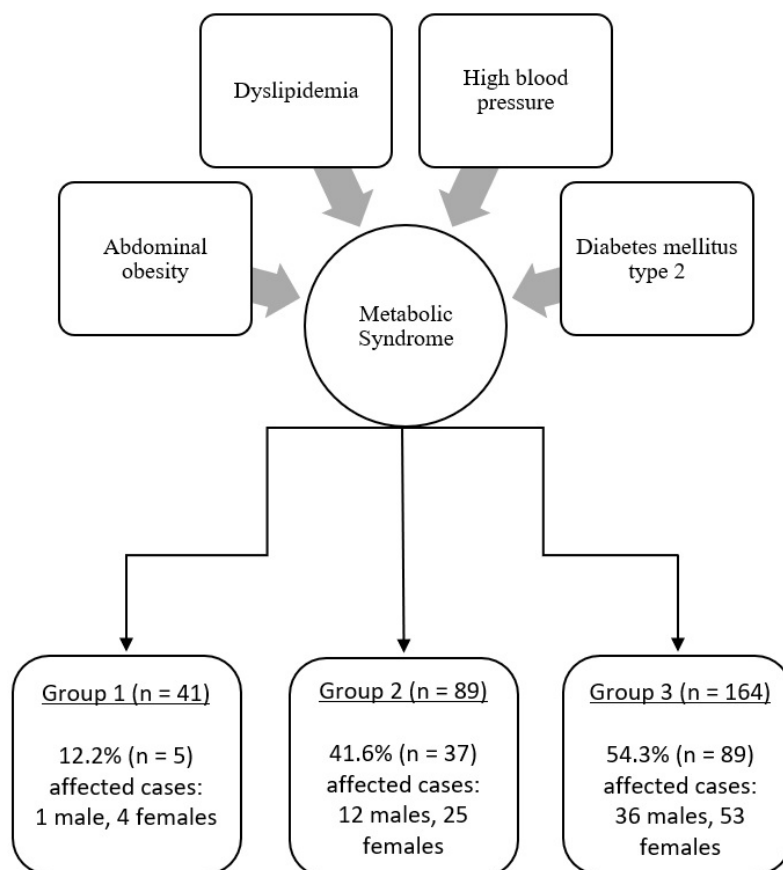 Dyslipidemia
High blood
pressure
Abdominal
obesity
Diabetes mellitus
type 2
Metabolic
Syndrome
Group 1 (n = 41)
12.2% (n = 5)
affected cases:
1 male, 4 females
Group 2 (n = 89)
41.6% (n = 37)
affected cases:
12 males, 25
females
Group 3 (n = 164)
54.3% (n = 89)
affected cases:
36 males, 53
females